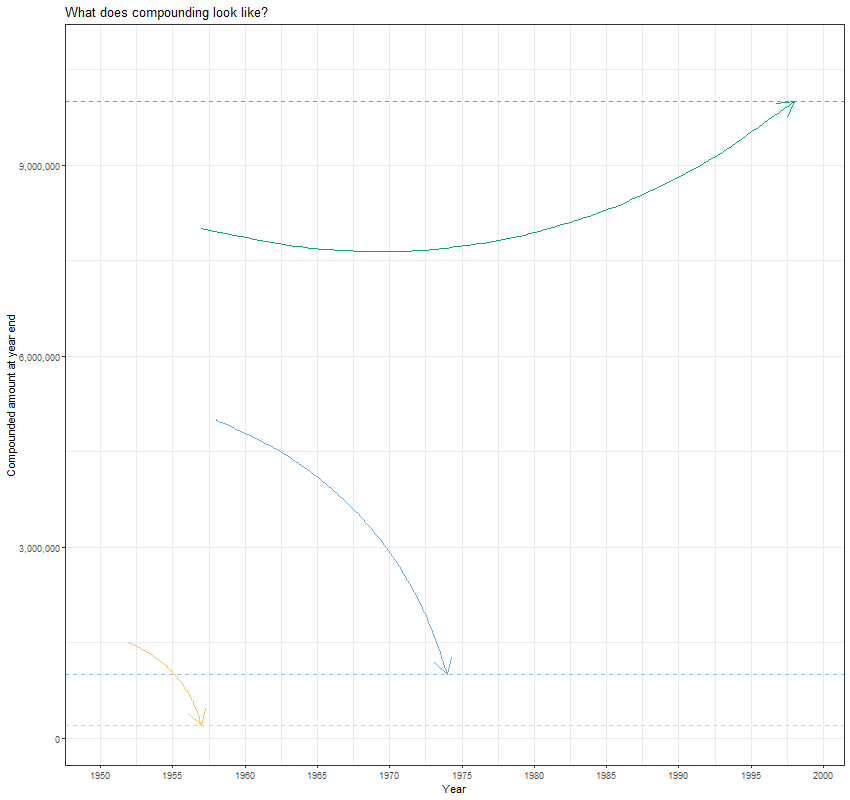 What does compounding look like?
Compounded amount at year end
9,000,000
6,000,000
3,000,000
0
1950 1955 1960 1965 1970 1975 1980 1985 1990 1995 2000
Year